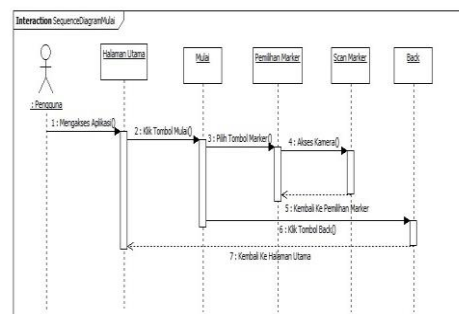 Interaction SequenceDiagramMulai
Halaman Utama
Mulai
Pemilihan Marker
Scan Marker
Back
: Pengguna
1 : Mengakses Aplikasi()
2 : Klik Tombol Mulai()
3 : Pilih Tombol Marker()
4 : Akses Kamera()
5 : Kembali Ke Pemilihan Marker
6 : Klik Tombol Back()
7 : Kembali Ke Halaman Utama